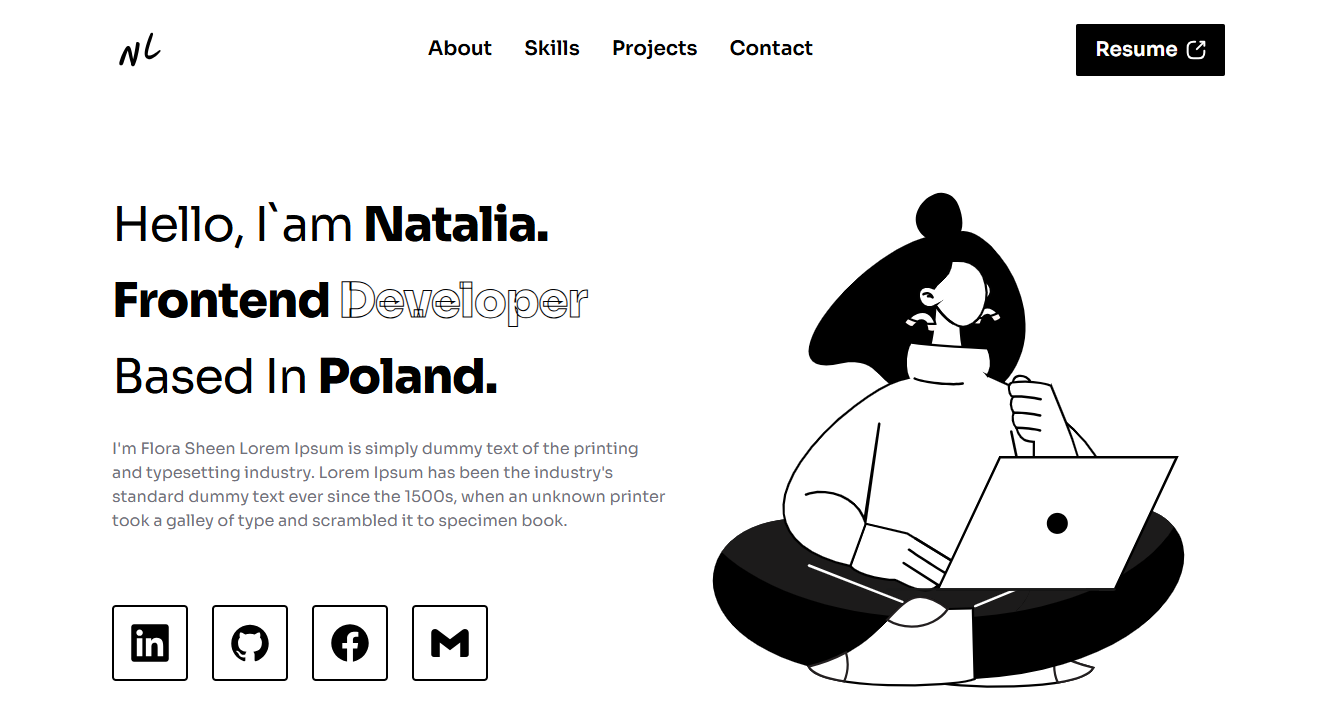 NL
About Skills Projects Contact
Resume
Hello, I`am Natalia.
Frontend Developer
Based In Poland.
I'm Flora Sheen Lorem Ipsum is simply dummy text of the printing
and typesetting industry. Lorem Ipsum has been the industry's
standard dummy text ever since the 1500s, when an unknown printer
took a galley of type and scrambled it to specimen book.
in